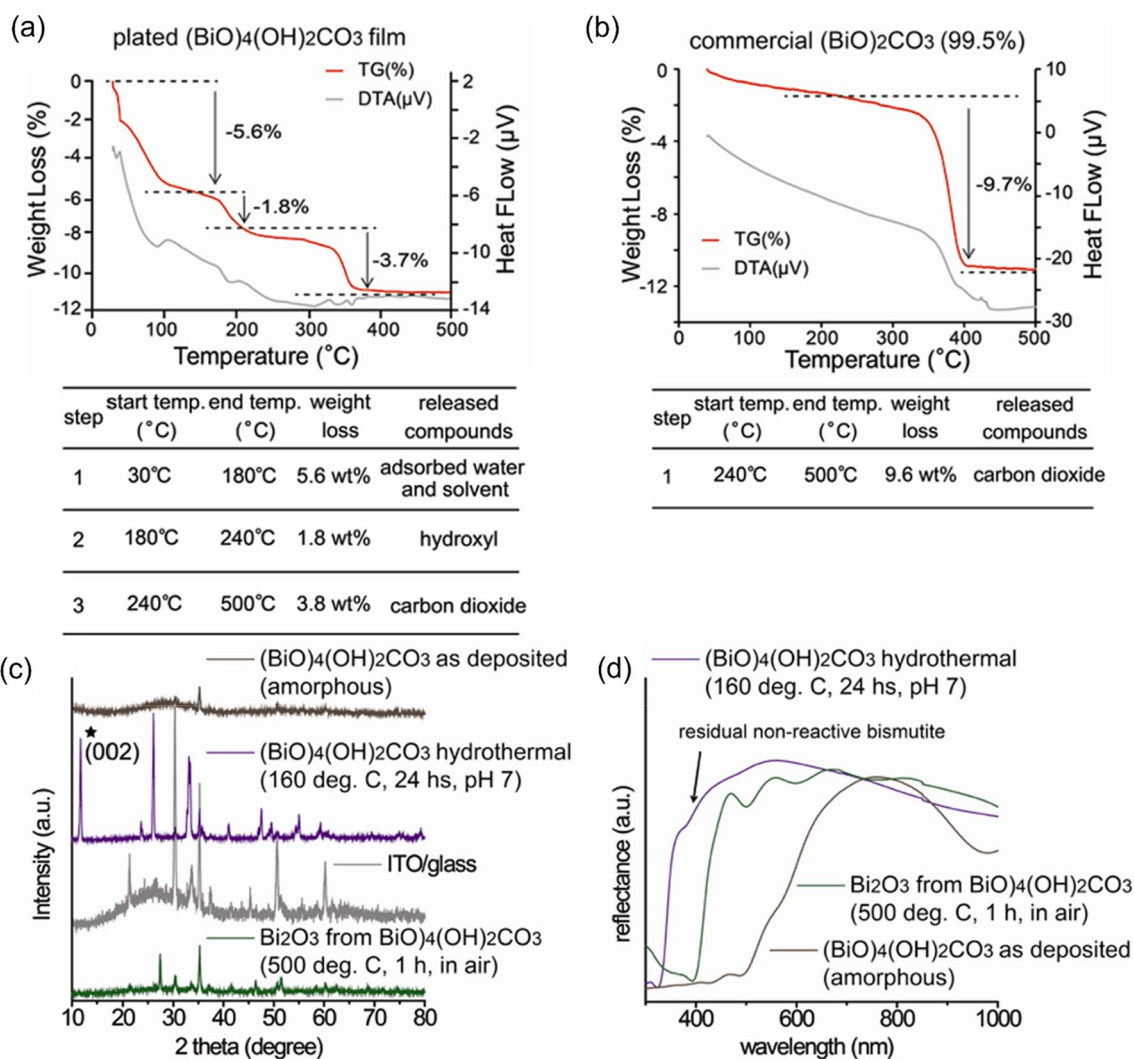 (a)
plated (BiO)4(OH)2CO3 film
TG(%)
DTA(μV)
-5.6%
-1.8%
-3.7%
Weight Loss (%)
0
-2
-4
-6
-8
-10
-12
Heat FLow (μV)
2
-2
-6
-10
-14
0 100 200 300 400 500
Temperature (°C)
step start temp. (°C) end temp. (°C) weight loss released compounds
1 30℃ 180℃ 5.6 wt% adsorbed water and solvent
2 180℃ 240℃ 1.8 wt% hydroxyl
3 240℃ 500℃ 3.8 wt% carbon dioxide
(b)
commercial (BiO)2CO3 (99.5%)
TG(%)
DTA(μV)
-9.7%
Weight Loss (%)
0
-4
-8
-12
Heat FLow (μV)
10
0
-10
-20
-30
0 100 200 300 400 500
Temperature (°C)
step start temp. (°C) end temp. (°C) weight loss released compounds
1 240℃ 500℃ 9.6 wt% carbon dioxide
(c)
(BiO)4(OH)2CO3 as deposited
(amorphous)
★
(002)
(BiO)4(OH)2CO3 hydrothermal
(160 deg. C, 24 hs, pH 7)
ITO/glass
Bi2O3 from BiO)4(OH)2CO3
(500 deg. C, 1 h, in air)
Intensity (a.u.)
10 20 30 40 50 60 70 80
2 theta (degree)
(d)
(BiO)4(OH)2CO3 hydrothermal
(160 deg. C, 24 hs, pH 7)
residual non-reactive bismutite
Bi2O3 from BiO)4(OH)2CO3
(500 deg. C, 1 h, in air)
(BiO)4(OH)2CO3 as deposited
(amorphous)
reflectance (a.u.)
400 600 800 1000
wavelength (nm)